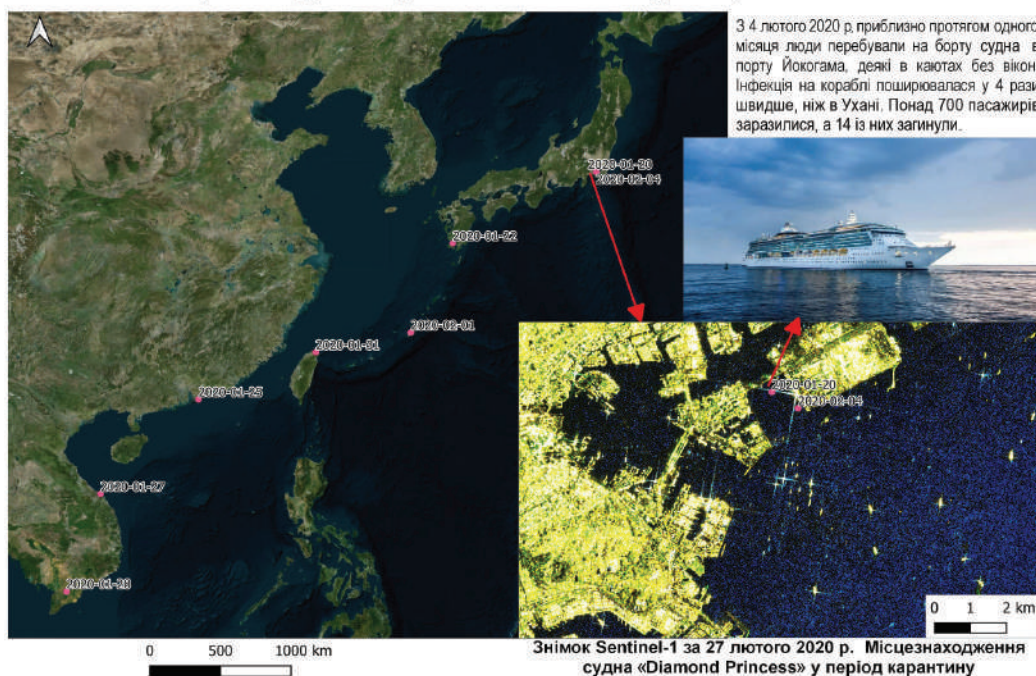 З 4 лютого 2020 р, приблизно протягом одного
місяця люди перебували на борту судна в
порту Йокогама, деякі в каютах без вікон.
Інфекція на кораблі поширювалася у 4 рази
швидше, ніж в Ухані. Понад 700 пасажирів
заразилися, а 14 із них загинули.
2020-01-20
2020-02-04
2020-01-22
2020-02-01
2020-01-31
2020-01-25
2020-01-27
2020-01-28
2020-01-20
2020-02-04
0 1 2 km
0 500 1000 km
Знімок Sentinel-1 за 27 лютого 2020 р. Місцезнаходження
судна «Diamond Princess» у період карантину